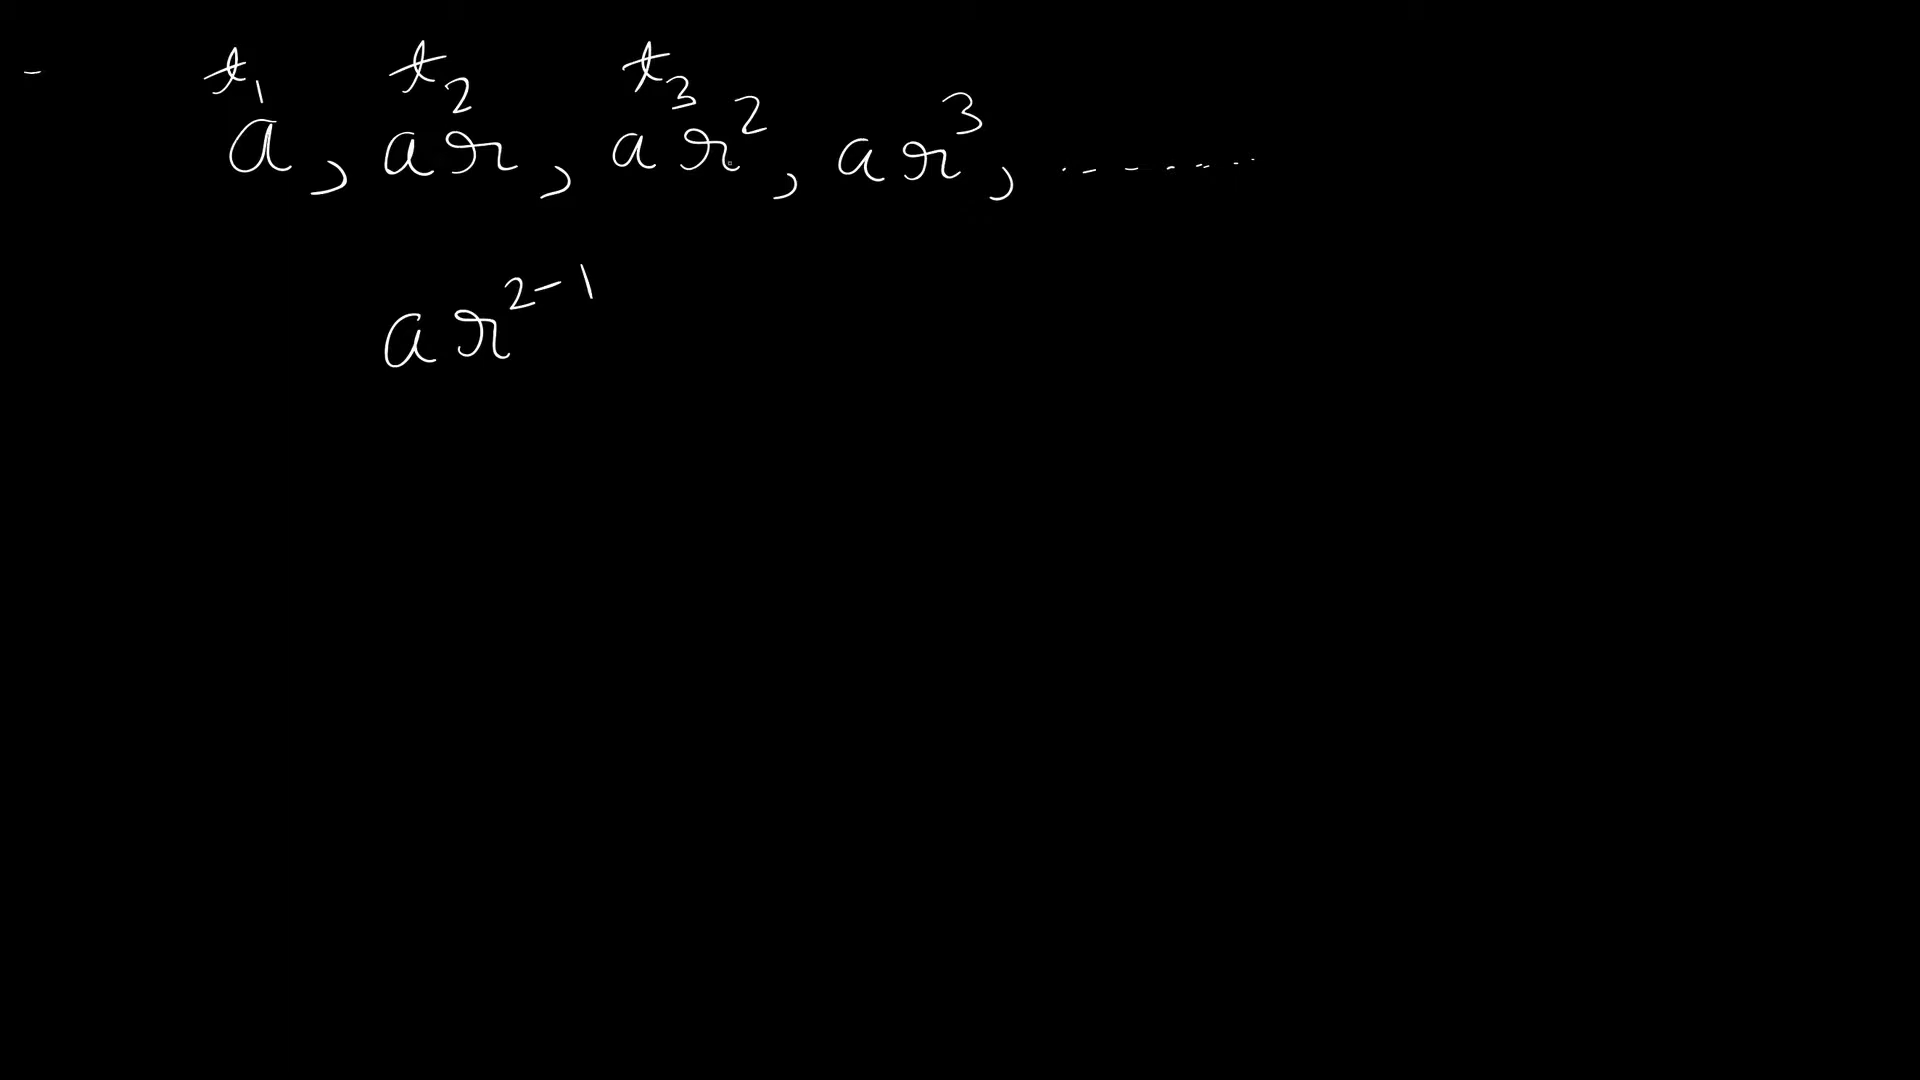 t₁ t₂ t₃
a, ar, ar², ar³, .......
ar²⁻¹